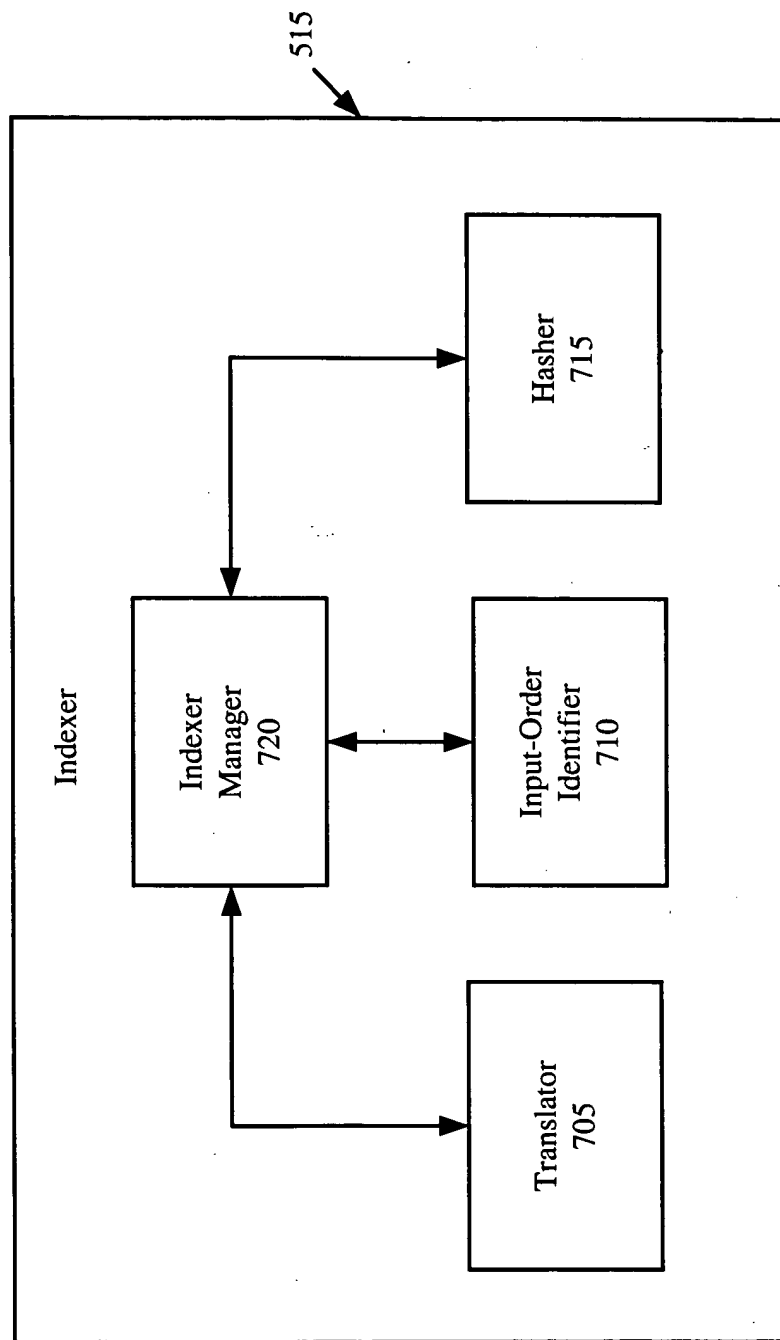 515
Indexer
Indexer
Manager
720
Translator
705
Input-Order
Identifier
710
Hasher
715